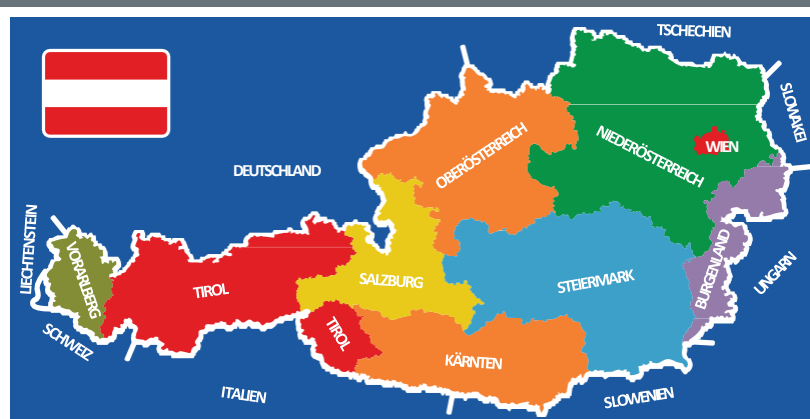 TSCHECHIEN
SLOWAKEI
OBERÖSTERREICH
NIEDERÖSTERREICH
WIEN
DEUTSCHLAND
LIECHTENSTEIN
VORARLBERG
TIROL
SALZBURG
STEIERMARK
BURGENLAND
UNGARN
SCHWEIZ
TIROL
KÄRNTEN
ITALIEN
SLOWENIEN